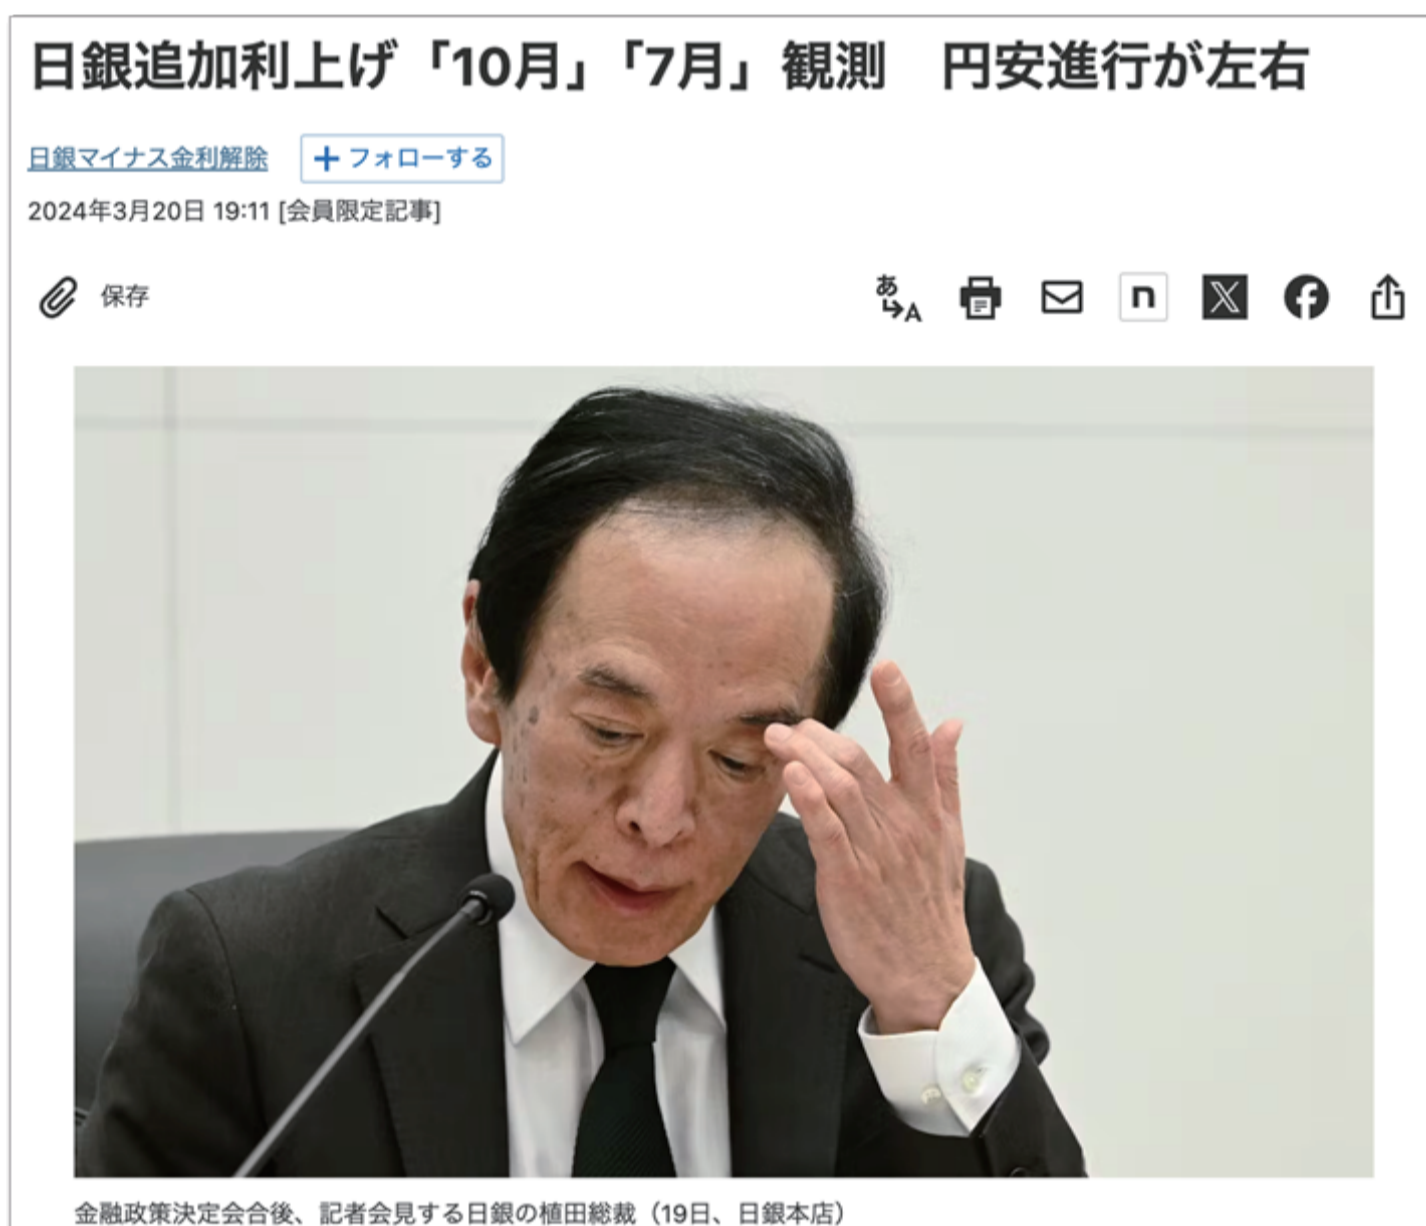 日銀追加利上げ「10月」「7月」観測　円安進行が左右
日銀マイナス金利解除
+フォローする
2024年3月20日 19:11 [会員限定記事]
保存
あ
A
n
X
f
金融政策決定会合後、記者会見する日銀の植田総裁（19日、日銀本店）